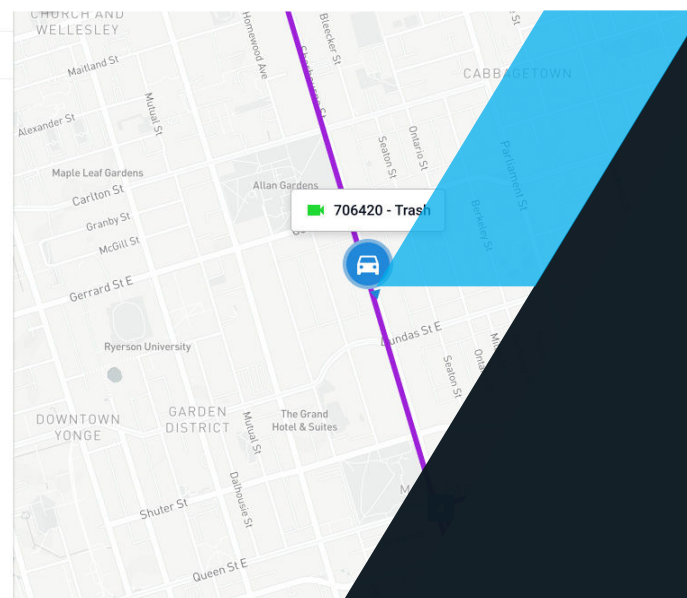 CHURCH AND
WELLESLEY
Homewood Ave
Bleecker St
Sherbourne St
Maitland St
CABBAGETOWN
Mutual St
Alexander St
Ontario St
Seaton St
Parliament St
Maple Leaf Gardens
Allan Gardens
Carlton St
706420 - Trash
Berkeley St
Granby St
McGill St
Gerrard St E
Dundas St E
Ryerson University
Seaton St
DOWNTOWN
YONGE
GARDEN
DISTRICT
Mutual St
The Grand
Hotel & Suites
Dalhousie St
Shuter St
Queen St E